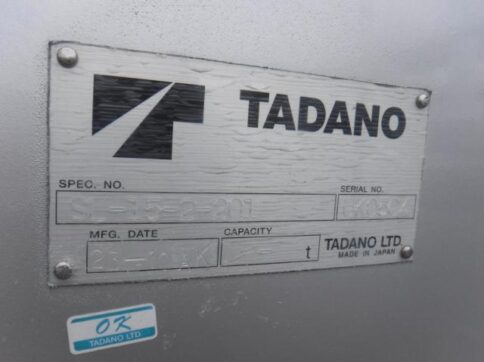 TADANO
SPEC. NO.
SERIAL NO.
MFG. DATE
CAPACITY
t
TADANO LTD.
MADE IN JAPAN
OK
TADANO LTD